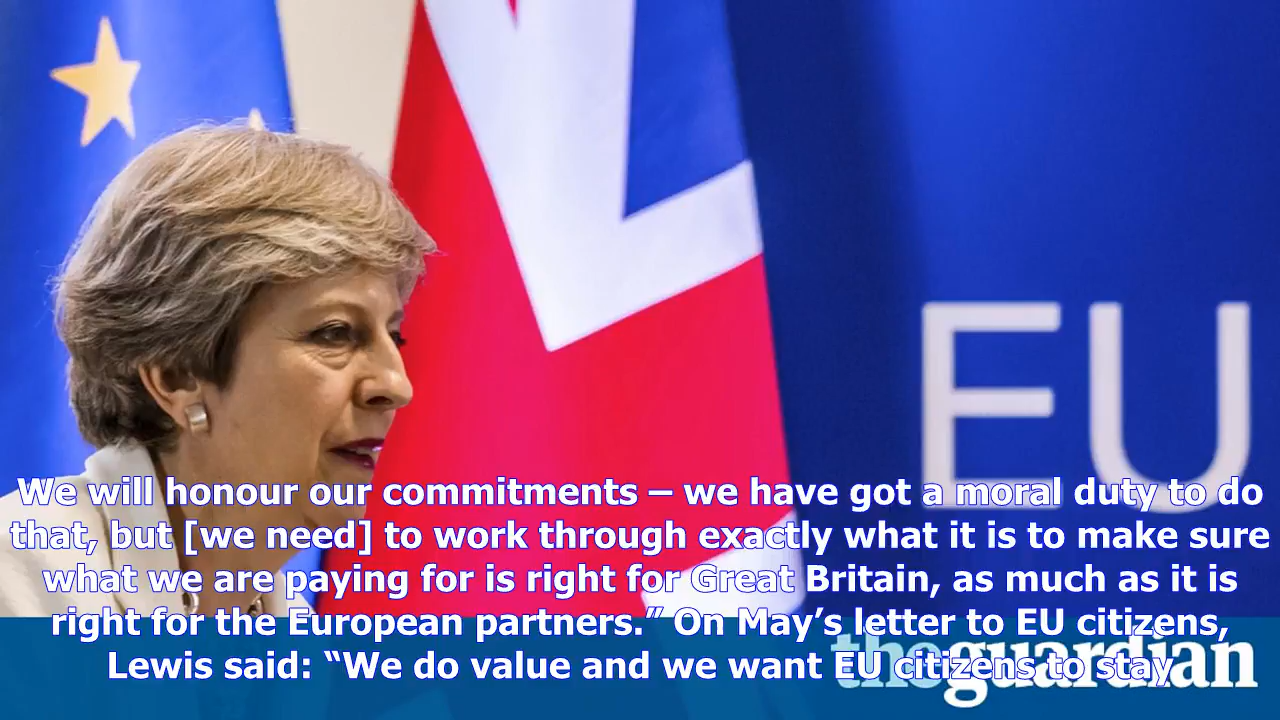 EU
We will honour our commitments – we have got a moral duty to do
that, but [we need] to work through exactly what it is to make sure
what we are paying for is right for Great Britain, as much as it is
right for the European partners.” On May’s letter to EU citizens,
Lewis said: “We do value and we want EU citizens to stay
theguardian